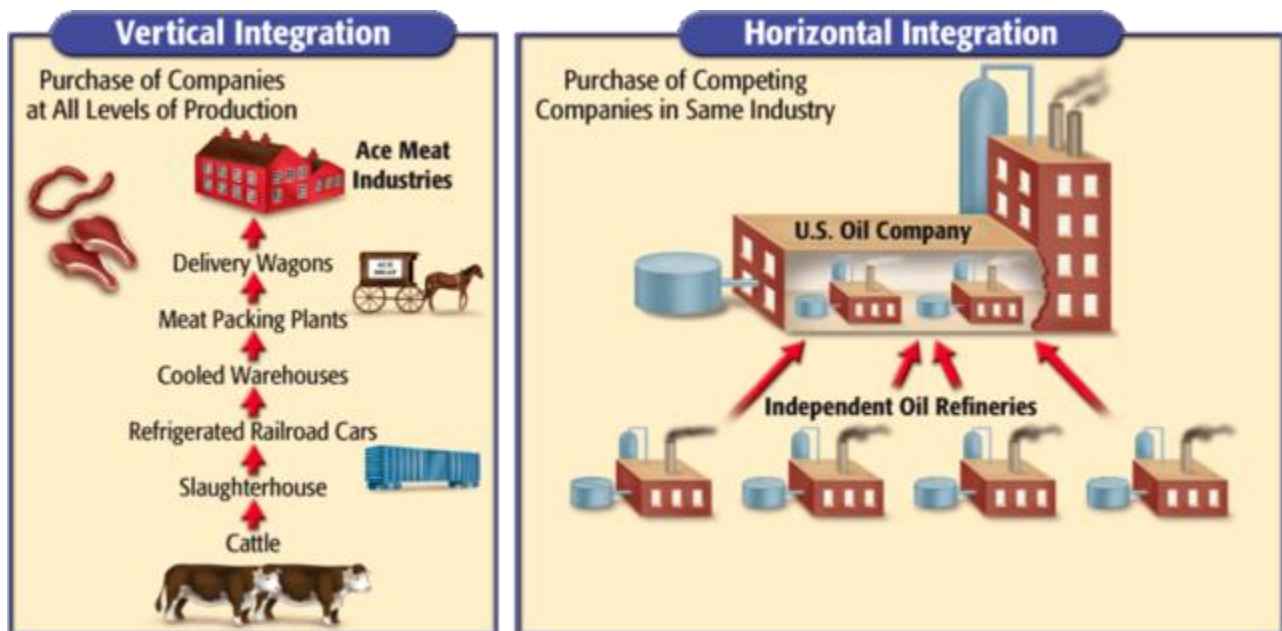 Vertical Integration
Purchase of Companies
at All Levels of Production
Ace Meat
Industries
Delivery Wagons
ACE
MEAT
Meat Packing Plants
Cooled Warehouses
Refrigerated Railroad Cars
Slaughterhouse
Cattle
Horizontal Integration
Purchase of Competing
Companies in Same Industry
U.S. Oil Company
Independent Oil Refineries